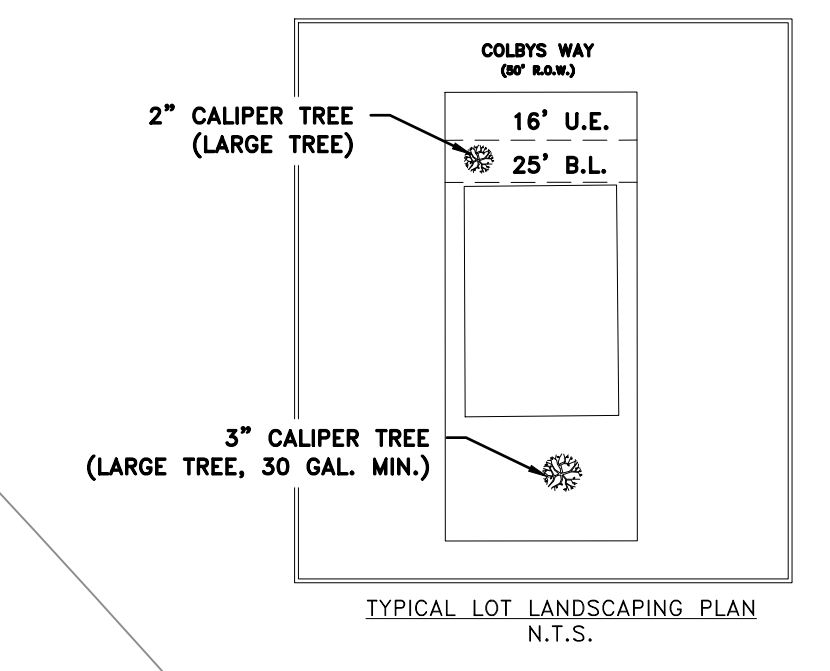 COLBYS WAY
(50' R.O.W.)
2" CALIPER TREE
(LARGE TREE)
16' U.E.
25' B.L.
3" CALIPER TREE
(LARGE TREE, 30 GAL. MIN.)
TYPICAL LOT LANDSCAPING PLAN
N.T.S.